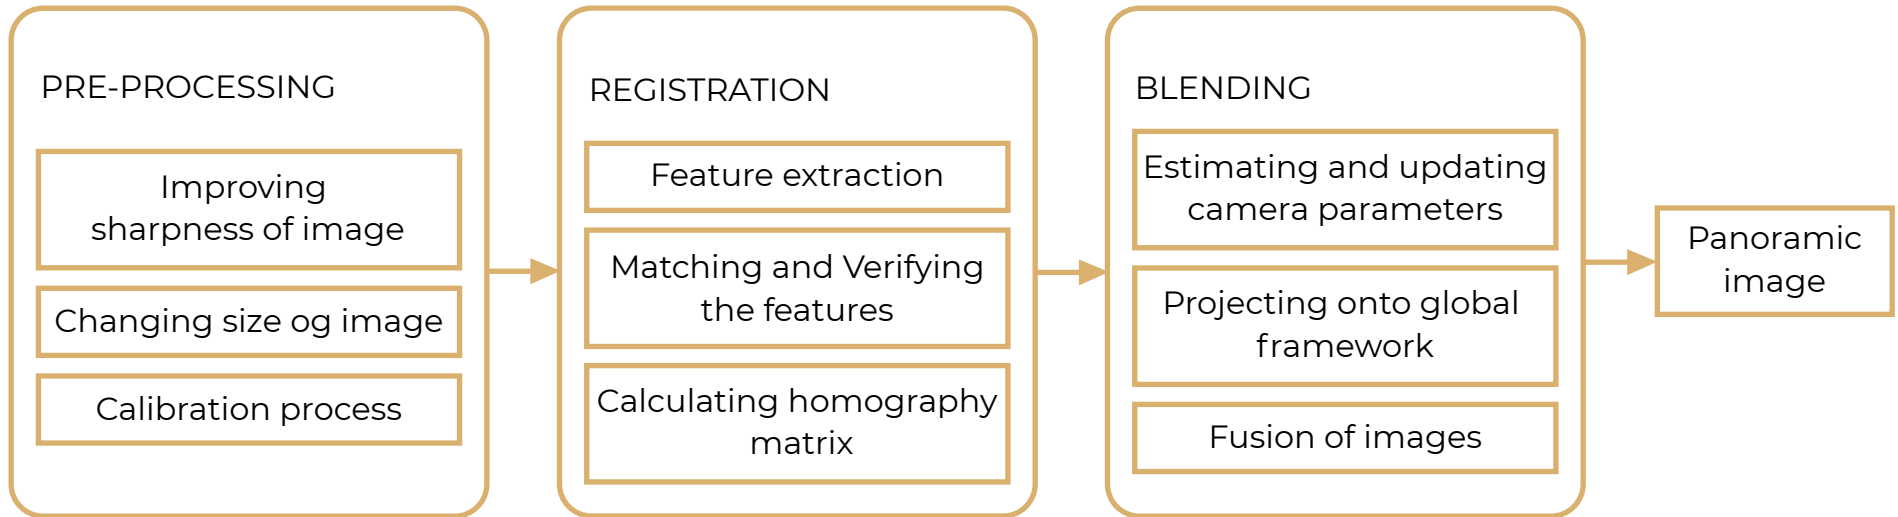 PRE-PROCESSING
Improving
sharpness of image
Changing size og image
Calibration process
REGISTRATION
Feature extraction
Matching and Verifying
the features
Calculating homography
matrix
BLENDING
Estimating and updating
camera parameters
Projecting onto global
framework
Fusion of images
Panoramic
image